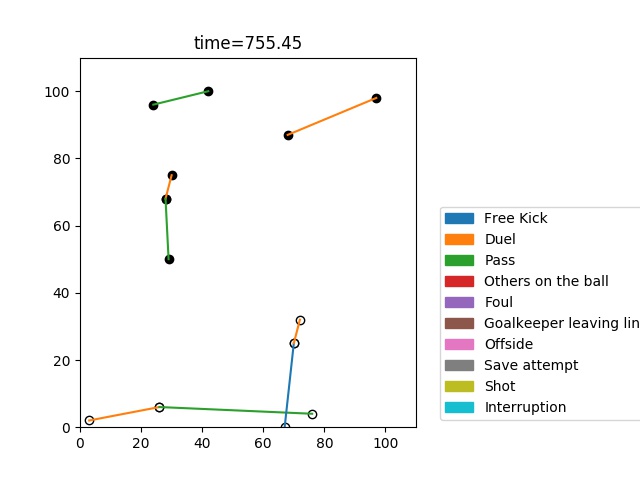 time=755.45
100
80
60
40
20
0
0 20 40 60 80 100
Free Kick
Duel
Pass
Others on the ball
Foul
Goalkeeper leaving lin
Offside
Save attempt
Shot
Interruption